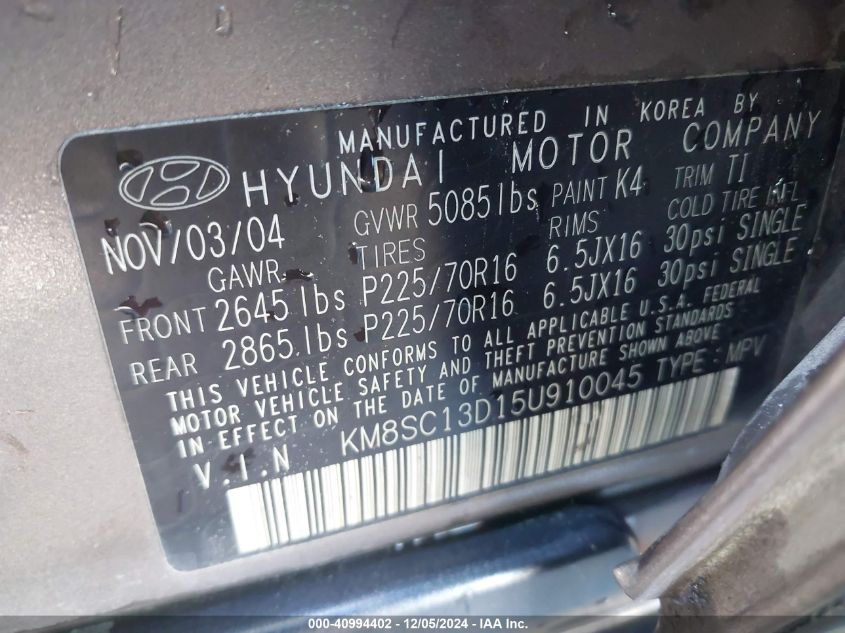 MANUFACTURED IN KOREA BY
HYUNDAI MOTOR COMPANY
NOV/03/04 GVWR 5085lbs PAINT K4 TRIM TI
GAWR TIRES RIMS COLD TIRE INFL
FRONT 2645lbs P225/70R16 6.5JX16 30psi SINGLE
REAR 2865lbs P225/70R16 6.5JX16 30psi SINGLE
THIS VEHICLE CONFORMS TO ALL APPLICABLE U.S.A. FEDERAL
MOTOR VEHICLE SAFETY AND THEFT PREVENTION STANDARDS
IN EFFECT ON THE DATE OF MANUFACTURE SHOWN ABOVE
V.I.N KM8SC13D15U910045 TYPE : MPV
000-40994402 - 12/05/2024 - IAA Inc.